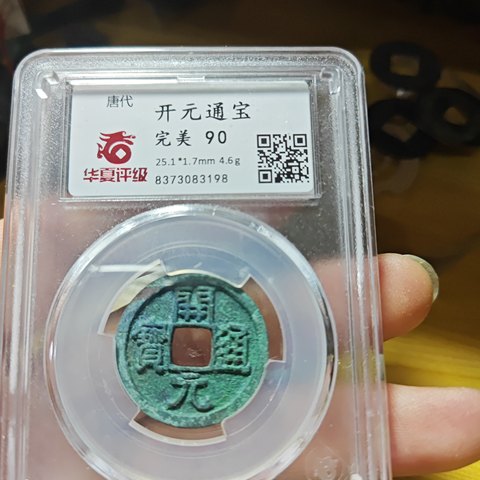 唐代
开元通宝
完美 90
25.1*1.7mm 4.6g
8373083198
华夏评级
開
元
通
寶